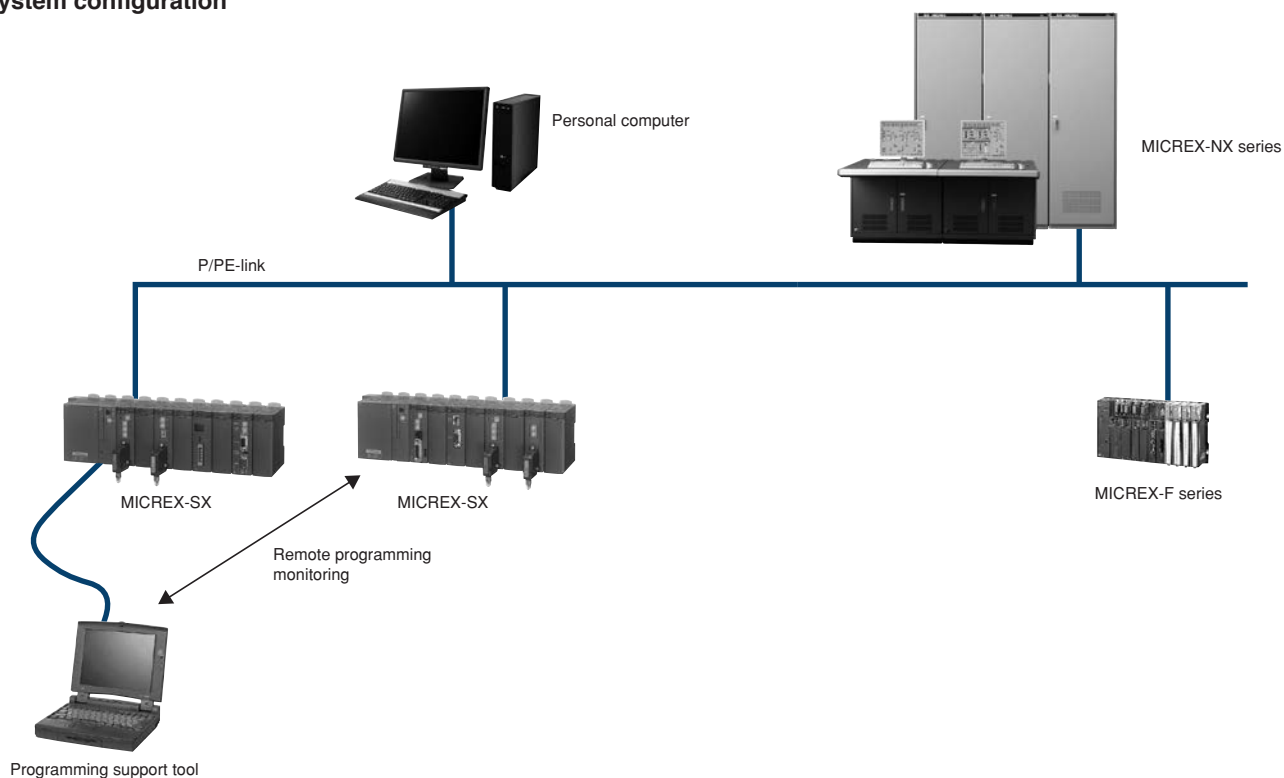 ystem configuration
Personal computer
MICREX-NX series
P/PE-link
MICREX-SX
MICREX-SX
MICREX-F series
Remote programming
monitoring
Programming support tool